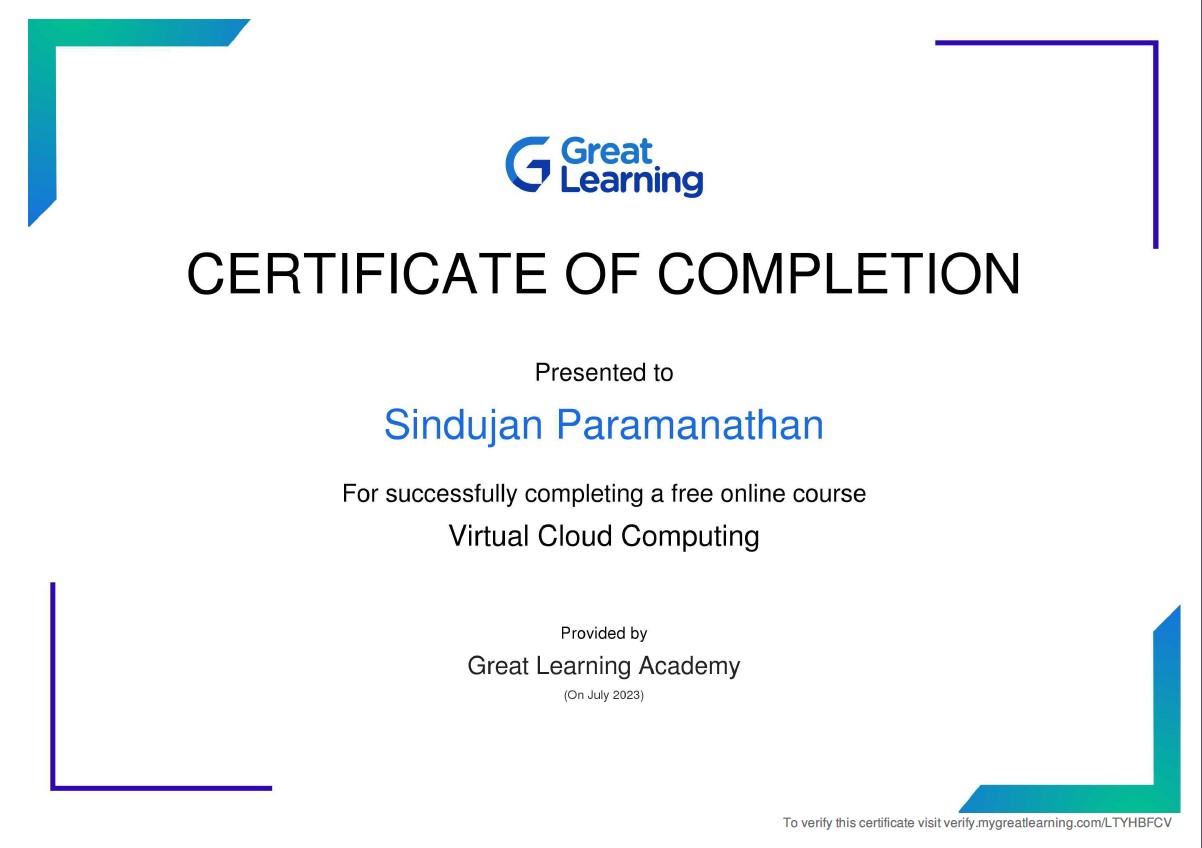 Great
Learning
CERTIFICATE OF COMPLETION
Presented to
Sindujan Paramanathan
For successfully completing a free online course
Virtual Cloud Computing
Provided by
Great Learning Academy
(On July 2023)
To verify this certificate visit verify.mygreatlearning.com/LTYHBFCV